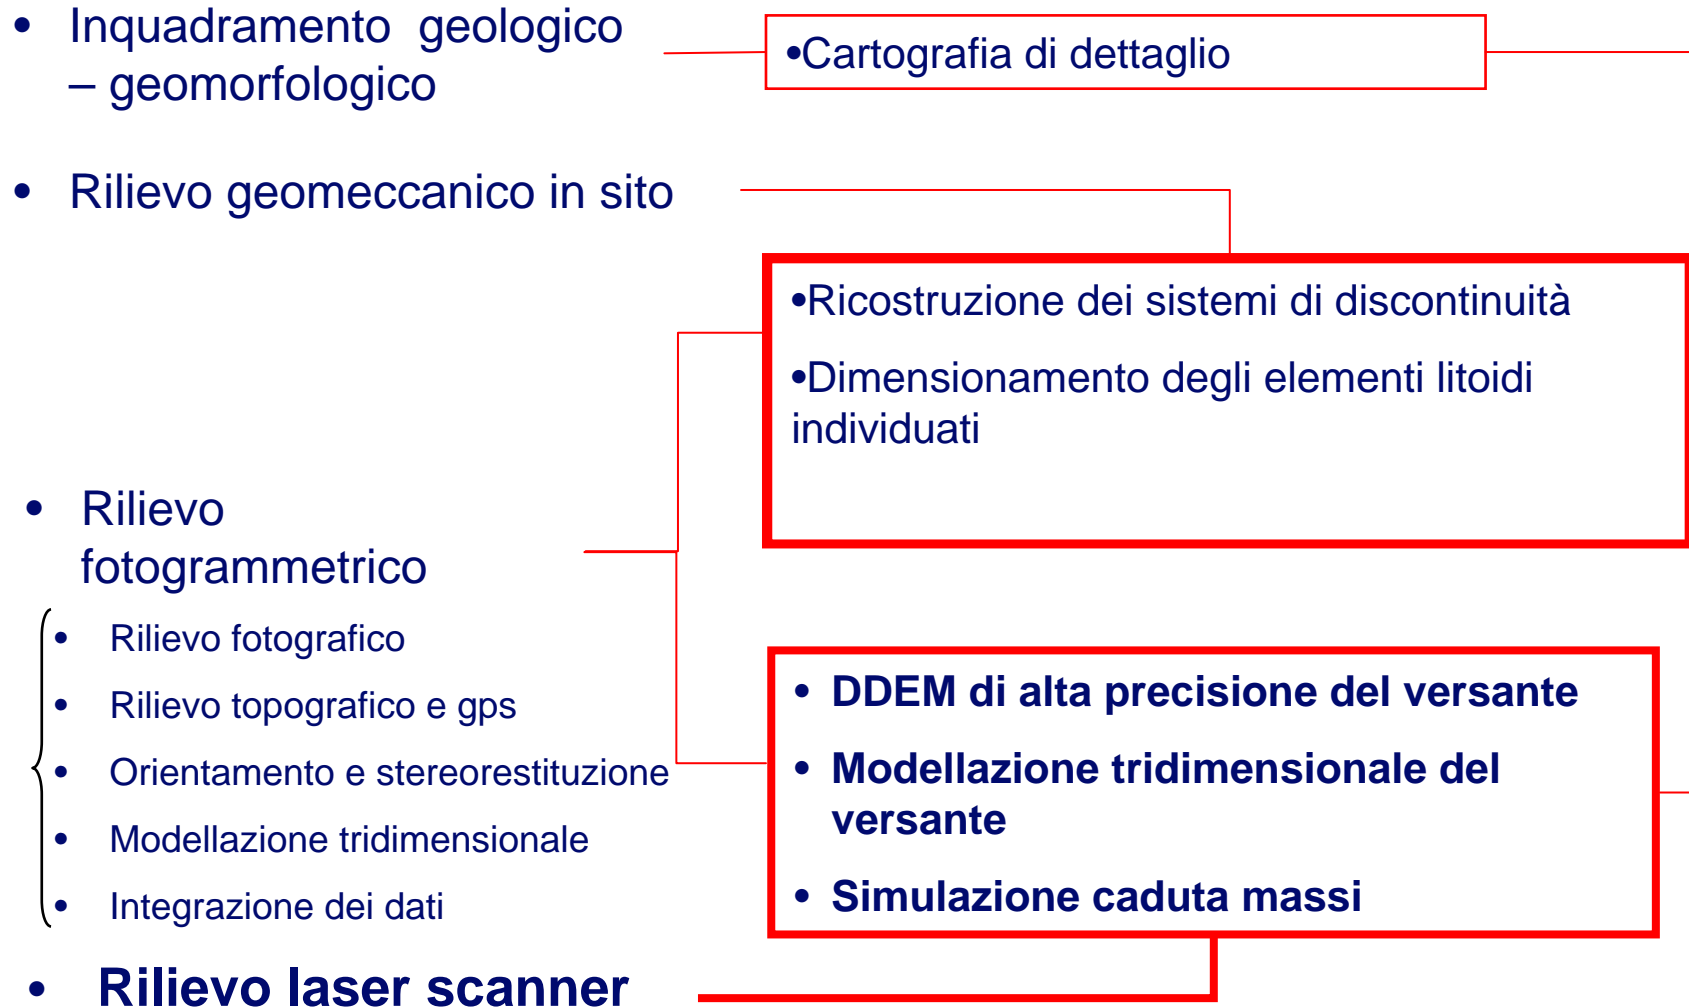 • Inquadramento geologico
– geomorfologico
•Cartografia di dettaglio
• Rilievo geomeccanico in sito
•Ricostruzione dei sistemi di discontinuità
•Dimensionamento degli elementi litoidi
individuati
• Rilievo
fotogrammetrico
• Rilievo fotografico
• Rilievo topografico e gps
• Orientamento e stereorestituzione
• Modellazione tridimensionale
• Integrazione dei dati
• DDEM di alta precisione del versante
• Modellazione tridimensionale del
versante
• Simulazione caduta massi
• Rilievo laser scanner